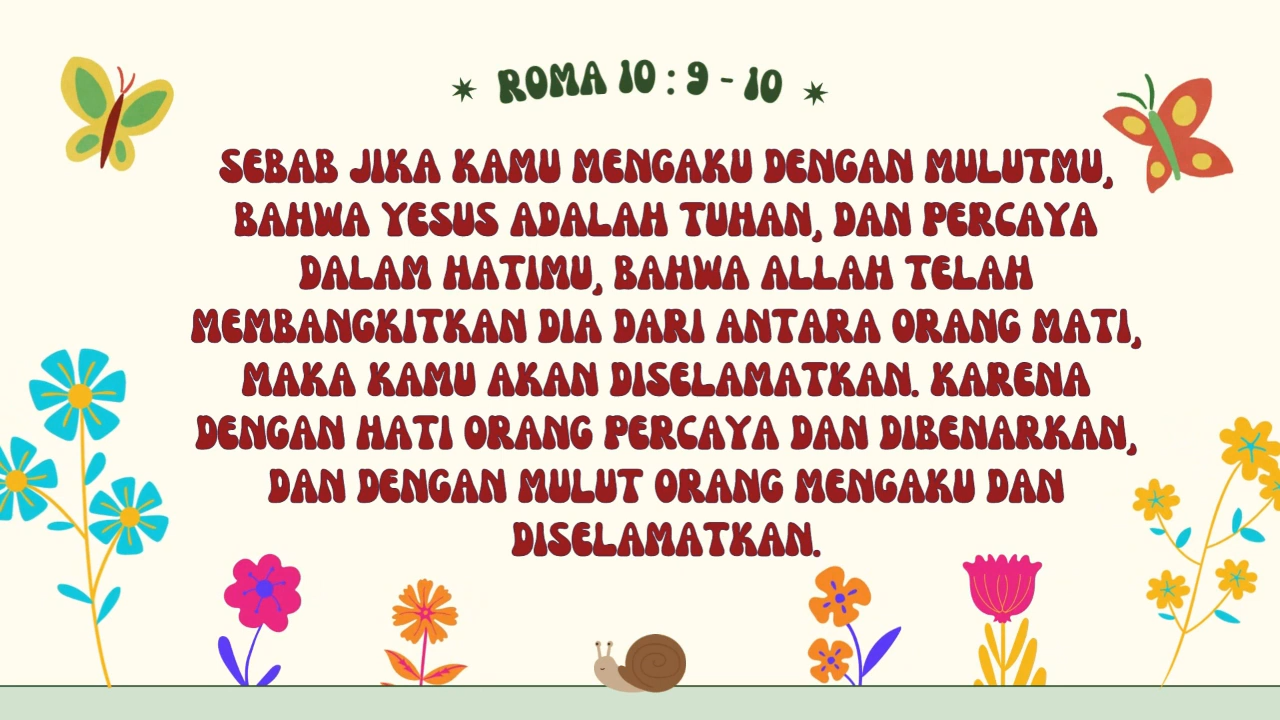 ROMA 10 : 9 - 10
SEBAB JIKA KAMU MENGAKU DENGAN MULUTMU,
BAHWA YESUS ADALAH TUHAN, DAN PERCAYA
DALAM HATIMU, BAHWA ALLAH TELAH
MEMBANGKITKAN DIA DARI ANTARA ORANG MATI,
MAKA KAMU AKAN DISELAMATKAN. KARENA
DENGAN HATI ORANG PERCAYA DAN DIBENARKAN,
DAN DENGAN MULUT ORANG MENGAKU DAN
DISELAMATKAN.